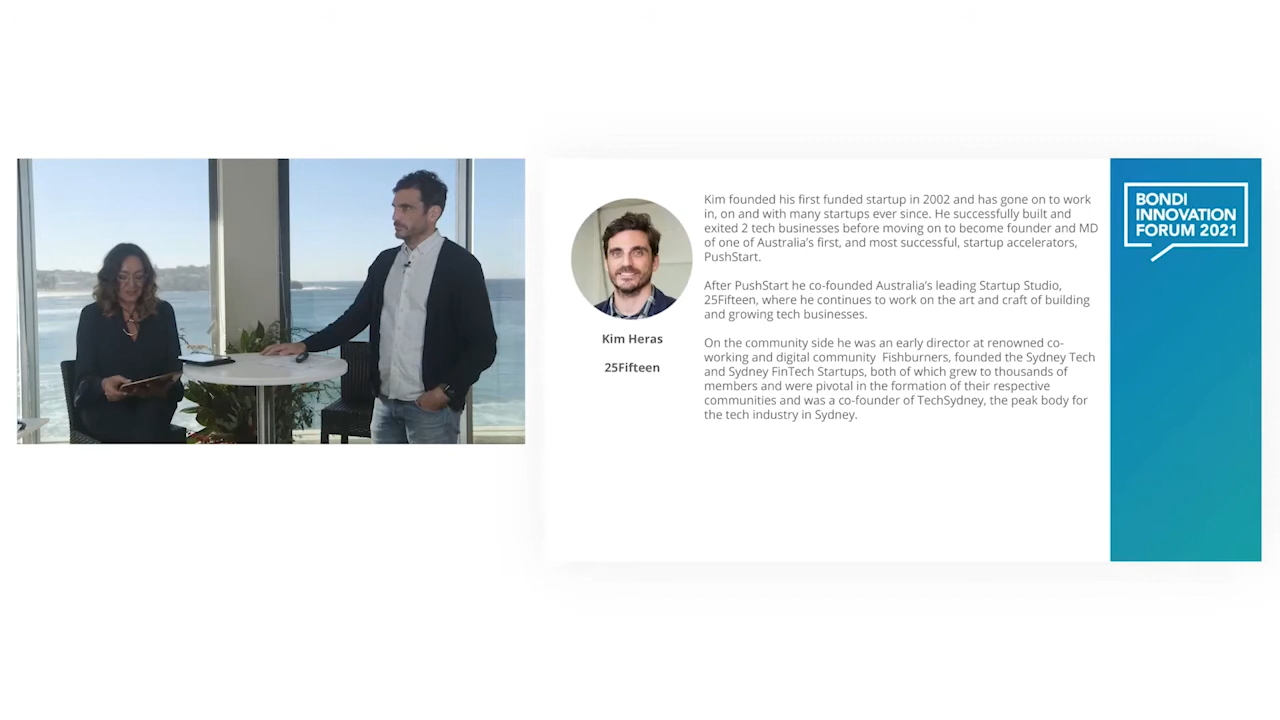 Kim founded his first funded startup in 2002 and has gone on to work
in, on and with many startups ever since. He successfully built and
exited 2 tech businesses before moving on to become founder and MD
of one of Australia's first, and most successful, startup accelerators,
PushStart.
After PushStart he co-founded Australia's leading Startup Studio,
25Fifteen, where he continues to work on the art and craft of building
and growing tech businesses.
On the community side he was an early director at renowned co-
working and digital community Fishburners, founded the Sydney Tech
and Sydney FinTech Startups, both of which grew to thousands of
members and were pivotal in the formation of their respective
communities and was a co-founder of TechSydney, the peak body for
the tech industry in Sydney.
Kim Heras
25Fifteen
BONDI
INNOVATION
FORUM 2021